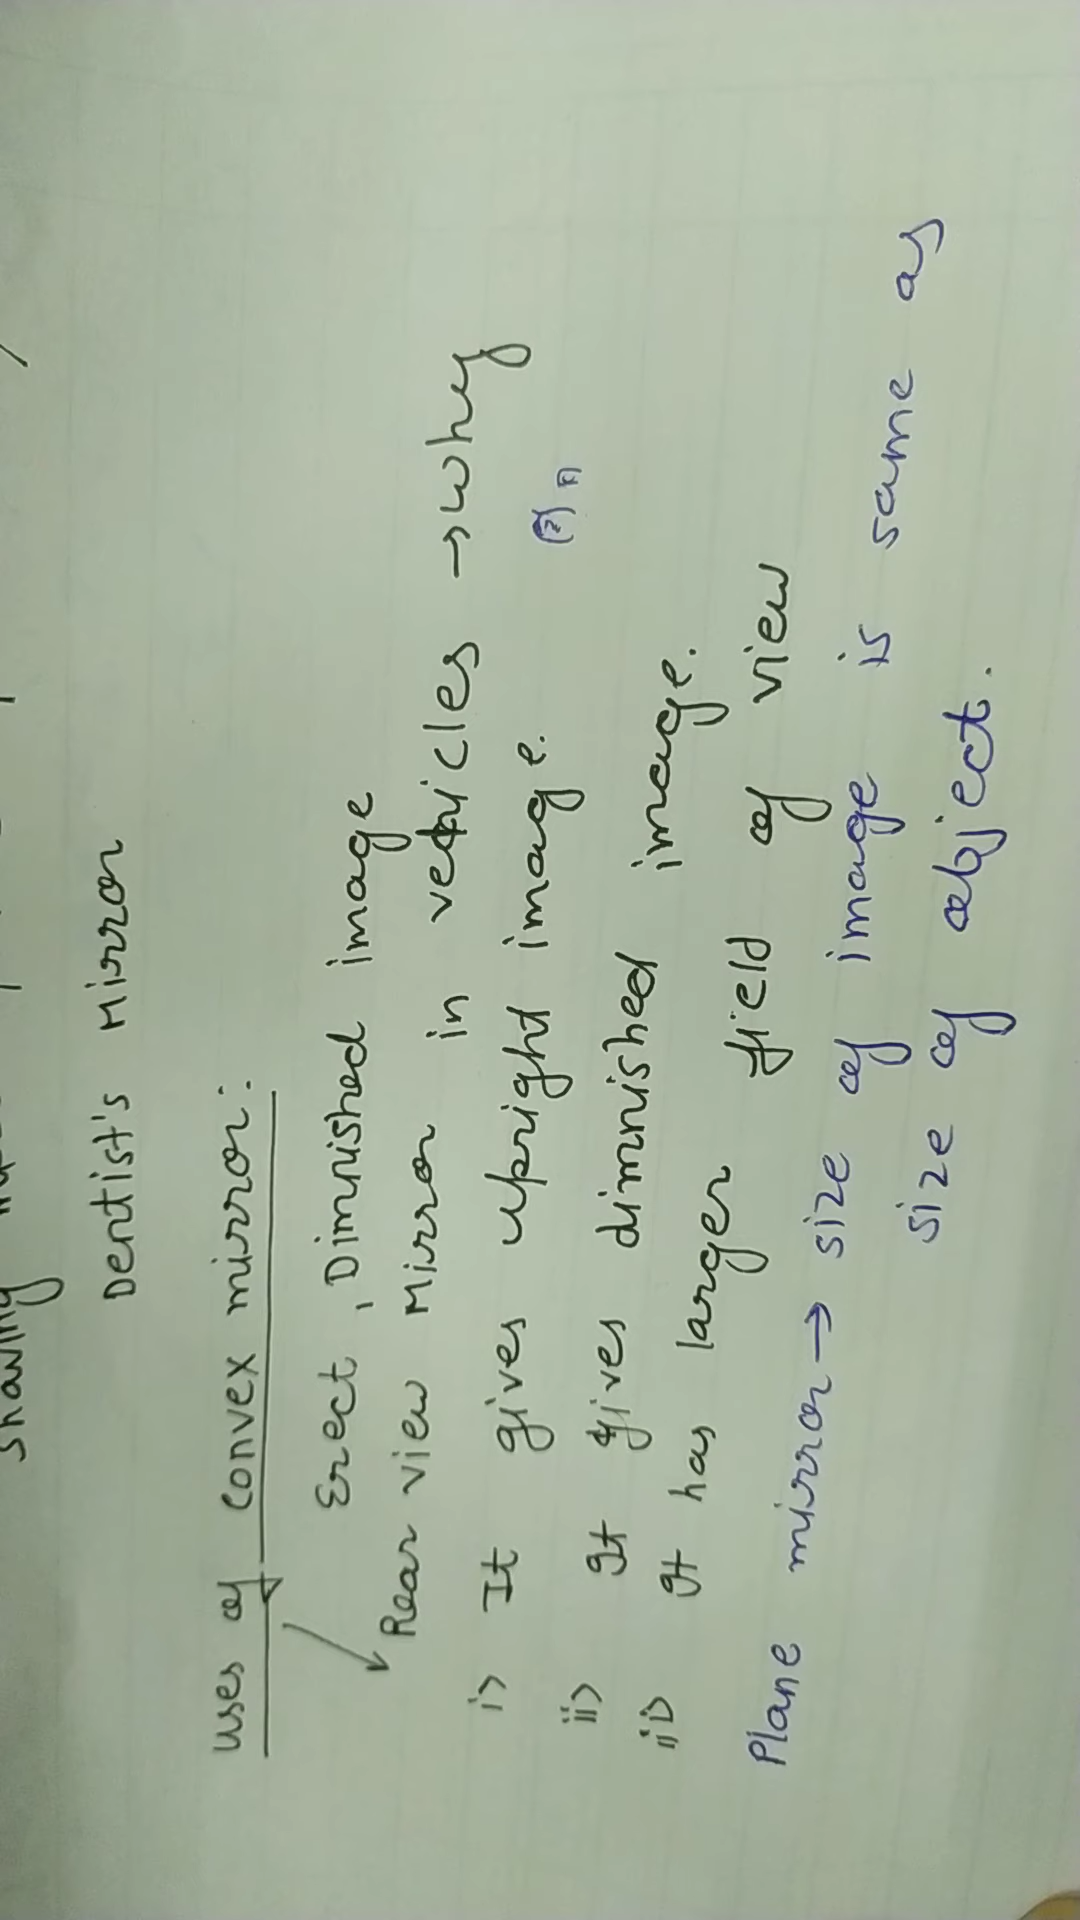 Dentist's Mirror
uses of convex mirror:
Erect, Diminished image
Rear view Mirror in vehicles → why
i) It gives upright image.
ii) It gives diminished image.
ii) It has larger field of view
Plane mirror → size of image is same as
size of object.